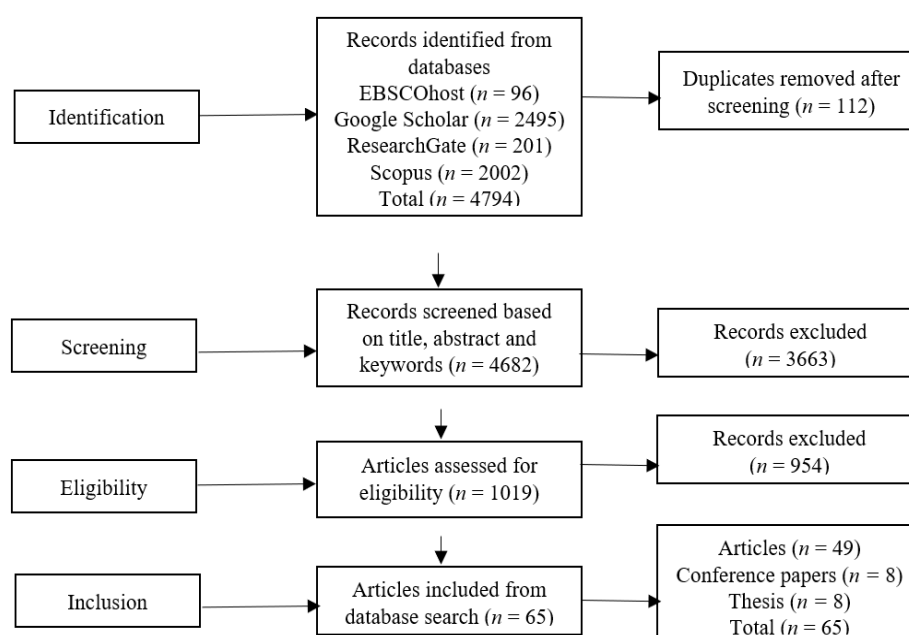 Identification
Records identified from
databases
EBSCOhost (n = 96)
Google Scholar (n = 2495)
ResearchGate (n = 201)
Scopus (n = 2002)
Total (n = 4794)
Duplicates removed after
screening (n = 112)
Screening
Records screened based
on title, abstract and
keywords (n = 4682)
Records excluded
(n = 3663)
Eligibility
Articles assessed for
eligibility (n = 1019)
Records excluded
(n = 954)
Inclusion
Articles included from
database search (n = 65)
Articles (n = 49)
Conference papers (n = 8)
Thesis (n = 8)
Total (n = 65)